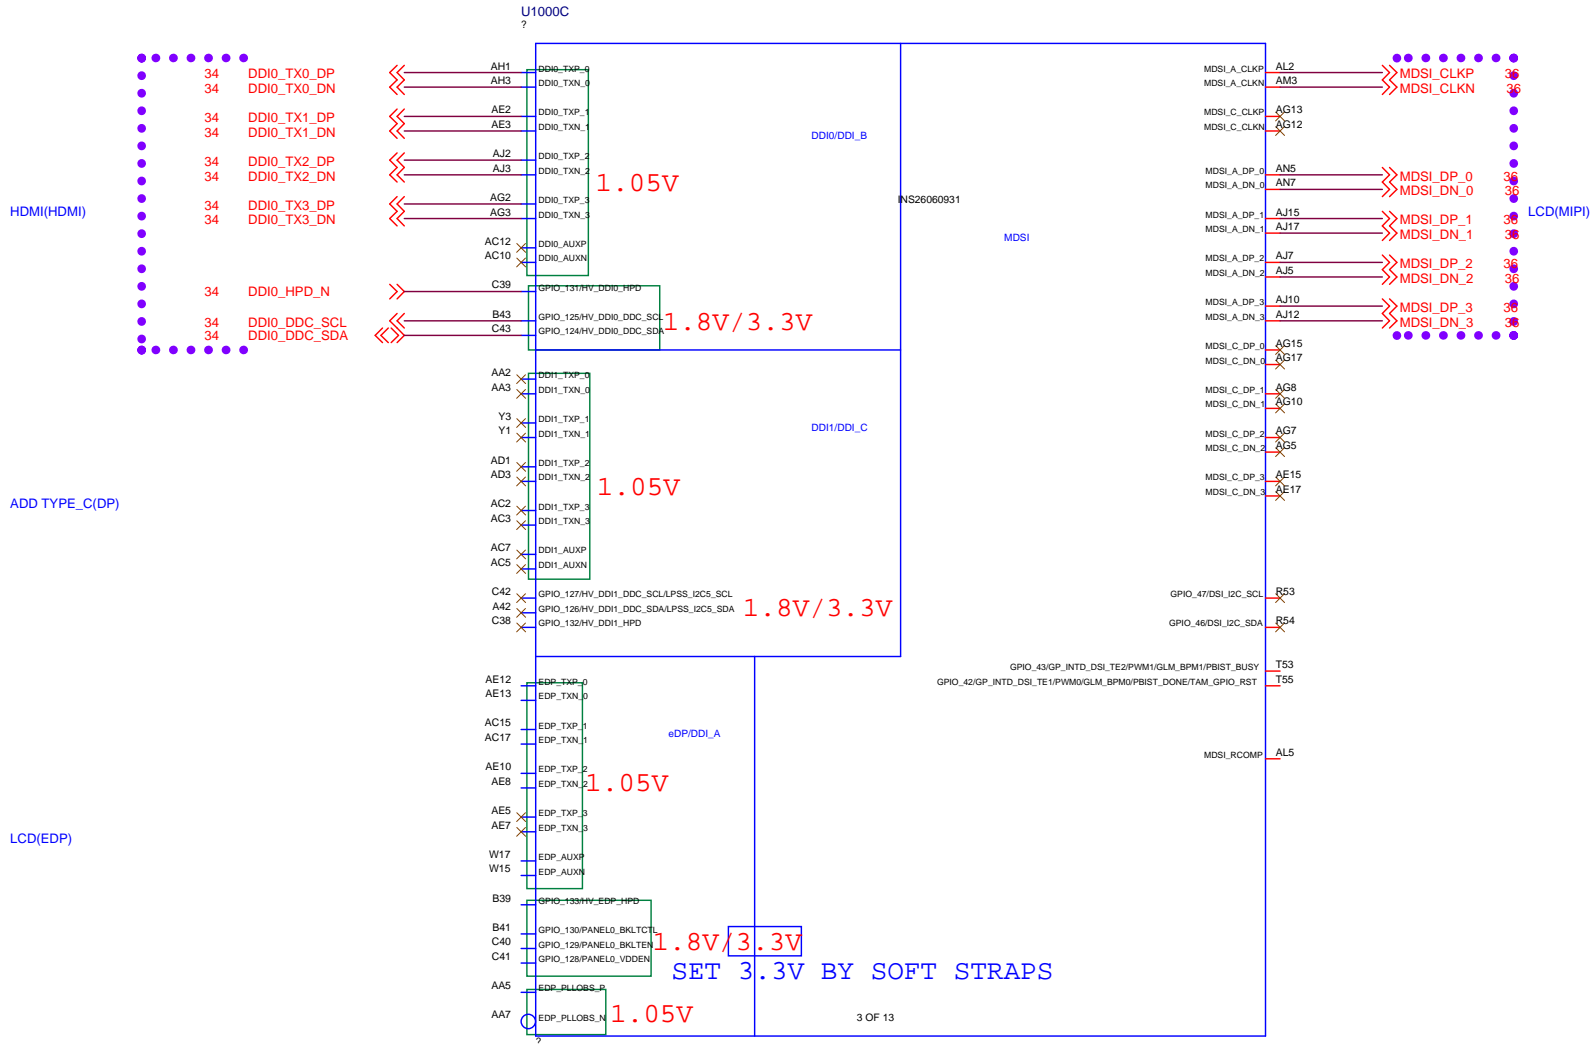 U1000C
?
34 DDI0_TX0_DP AH1 DDI0_TXP_0
34 DDI0_TX0_DN AH3 DDI0_TXN_0
34 DDI0_TX1_DP AE2 DDI0_TXP_1
34 DDI0_TX1_DN AE3 DDI0_TXN_1
34 DDI0_TX2_DP AJ2 DDI0_TXP_2
34 DDI0_TX2_DN AJ3 DDI0_TXN_2
34 DDI0_TX3_DP AG2 DDI0_TXP_3
34 DDI0_TX3_DN AG3 DDI0_TXN_3
AC12 DDI0_AUXP
AC10 DDI0_AUXN
1.05V
HDMI(HDMI)
DDI0/DDI_B
34 DDI0_HPD_N C39 GPIO_131/HV_DDI0_HPD
34 DDI0_DDC_SCL B43 GPIO_125/HV_DDI0_DDC_SCL
34 DDI0_DDC_SDA C43 GPIO_124/HV_DDI0_DDC_SDA
1.8V/3.3V
INS26060931
MDSI
AA2 DDI1_TXP_0
AA3 DDI1_TXN_0
Y3 DDI1_TXP_1
Y1 DDI1_TXN_1
AD1 DDI1_TXP_2
AD3 DDI1_TXN_2
AC2 DDI1_TXP_3
AC3 DDI1_TXN_3
AC7 DDI1_AUXP
AC5 DDI1_AUXN
1.05V
DDI1/DDI_C
ADD TYPE_C(DP)
C42 GPIO_127/HV_DDI1_DDC_SCL/LPSS_I2C5_SCL
A42 GPIO_126/HV_DDI1_DDC_SDA/LPSS_I2C5_SDA
C38 GPIO_132/HV_DDI1_HPD
1.8V/3.3V
AE12 EDP_TXP_0
AE13 EDP_TXN_0
AC15 EDP_TXP_1
AC17 EDP_TXN_1
AE10 EDP_TXP_2
AE8 EDP_TXN_2
AE5 EDP_TXP_3
AE7 EDP_TXN_3
W17 EDP_AUXP
W15 EDP_AUXN
1.05V
eDP/DDI_A
LCD(EDP)
B39 GPIO_133/HV_EDP_HPD
B41 GPIO_130/PANEL0_BKLTCTL
C40 GPIO_129/PANEL0_BKLTEN
C41 GPIO_128/PANEL0_VDDEN
1.8V/3.3V
SET 3.3V BY SOFT STRAPS
AA5 EDP_PLLOBS_P
AA7 EDP_PLLOBS_N
1.05V
3 OF 13
?
MDSI_A_CLKP AL2 MDSI_CLKP 36
MDSI_A_CLKN AM3 MDSI_CLKN 36
MDSI_C_CLKP AG13
MDSI_C_CLKN AG12
MDSI_A_DP_0 AN5 MDSI_DP_0 36
MDSI_A_DN_0 AN7 MDSI_DN_0 36
MDSI_A_DP_1 AJ15 MDSI_DP_1 36
MDSI_A_DN_1 AJ17 MDSI_DN_1 36
MDSI_A_DP_2 AJ7 MDSI_DP_2 36
MDSI_A_DN_2 AJ5 MDSI_DN_2 36
MDSI_A_DP_3 AJ10 MDSI_DP_3 36
MDSI_A_DN_3 AJ12 MDSI_DN_3 36
LCD(MIPI)
MDSI_C_DP_0 AG15
MDSI_C_DN_0 AG17
MDSI_C_DP_1 AG8
MDSI_C_DN_1 AG10
MDSI_C_DP_2 AG7
MDSI_C_DN_2 AG5
MDSI_C_DP_3 AE15
MDSI_C_DN_3 AE17
GPIO_47/DSI_I2C_SCL R53
GPIO_46/DSI_I2C_SDA R54
GPIO_43/GP_INTD_DSI_TE2/PWM1/GLM_BPM1/PBIST_BUSY T53
GPIO_42/GP_INTD_DSI_TE1/PWM0/GLM_BPM0/PBIST_DONE/TAM_GPIO_RST T55
MDSI_RCOMP AL5